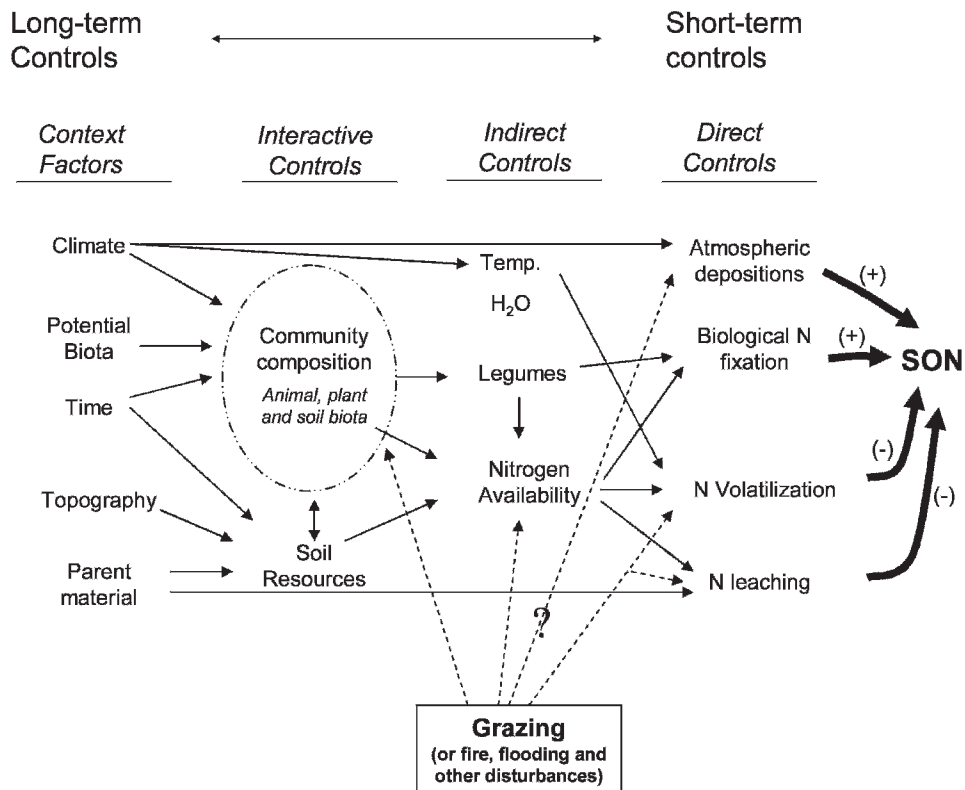 Long-term
Controls
Short-term
controls
Context
Factors
Interactive
Controls
Indirect
Controls
Direct
Controls
Climate
Potential
Biota
Time
Topography
Parent
material
Community
composition
Animal, plant
and soil biota
Soil
Resources
Temp.
H₂O
Legumes
Nitrogen
Availability
Atmospheric
depositions
Biological N
fixation
N Volatilization
N leaching
(+)
(+)
SON
(-)
(-)
?
Grazing
(or fire, flooding and
other disturbances)